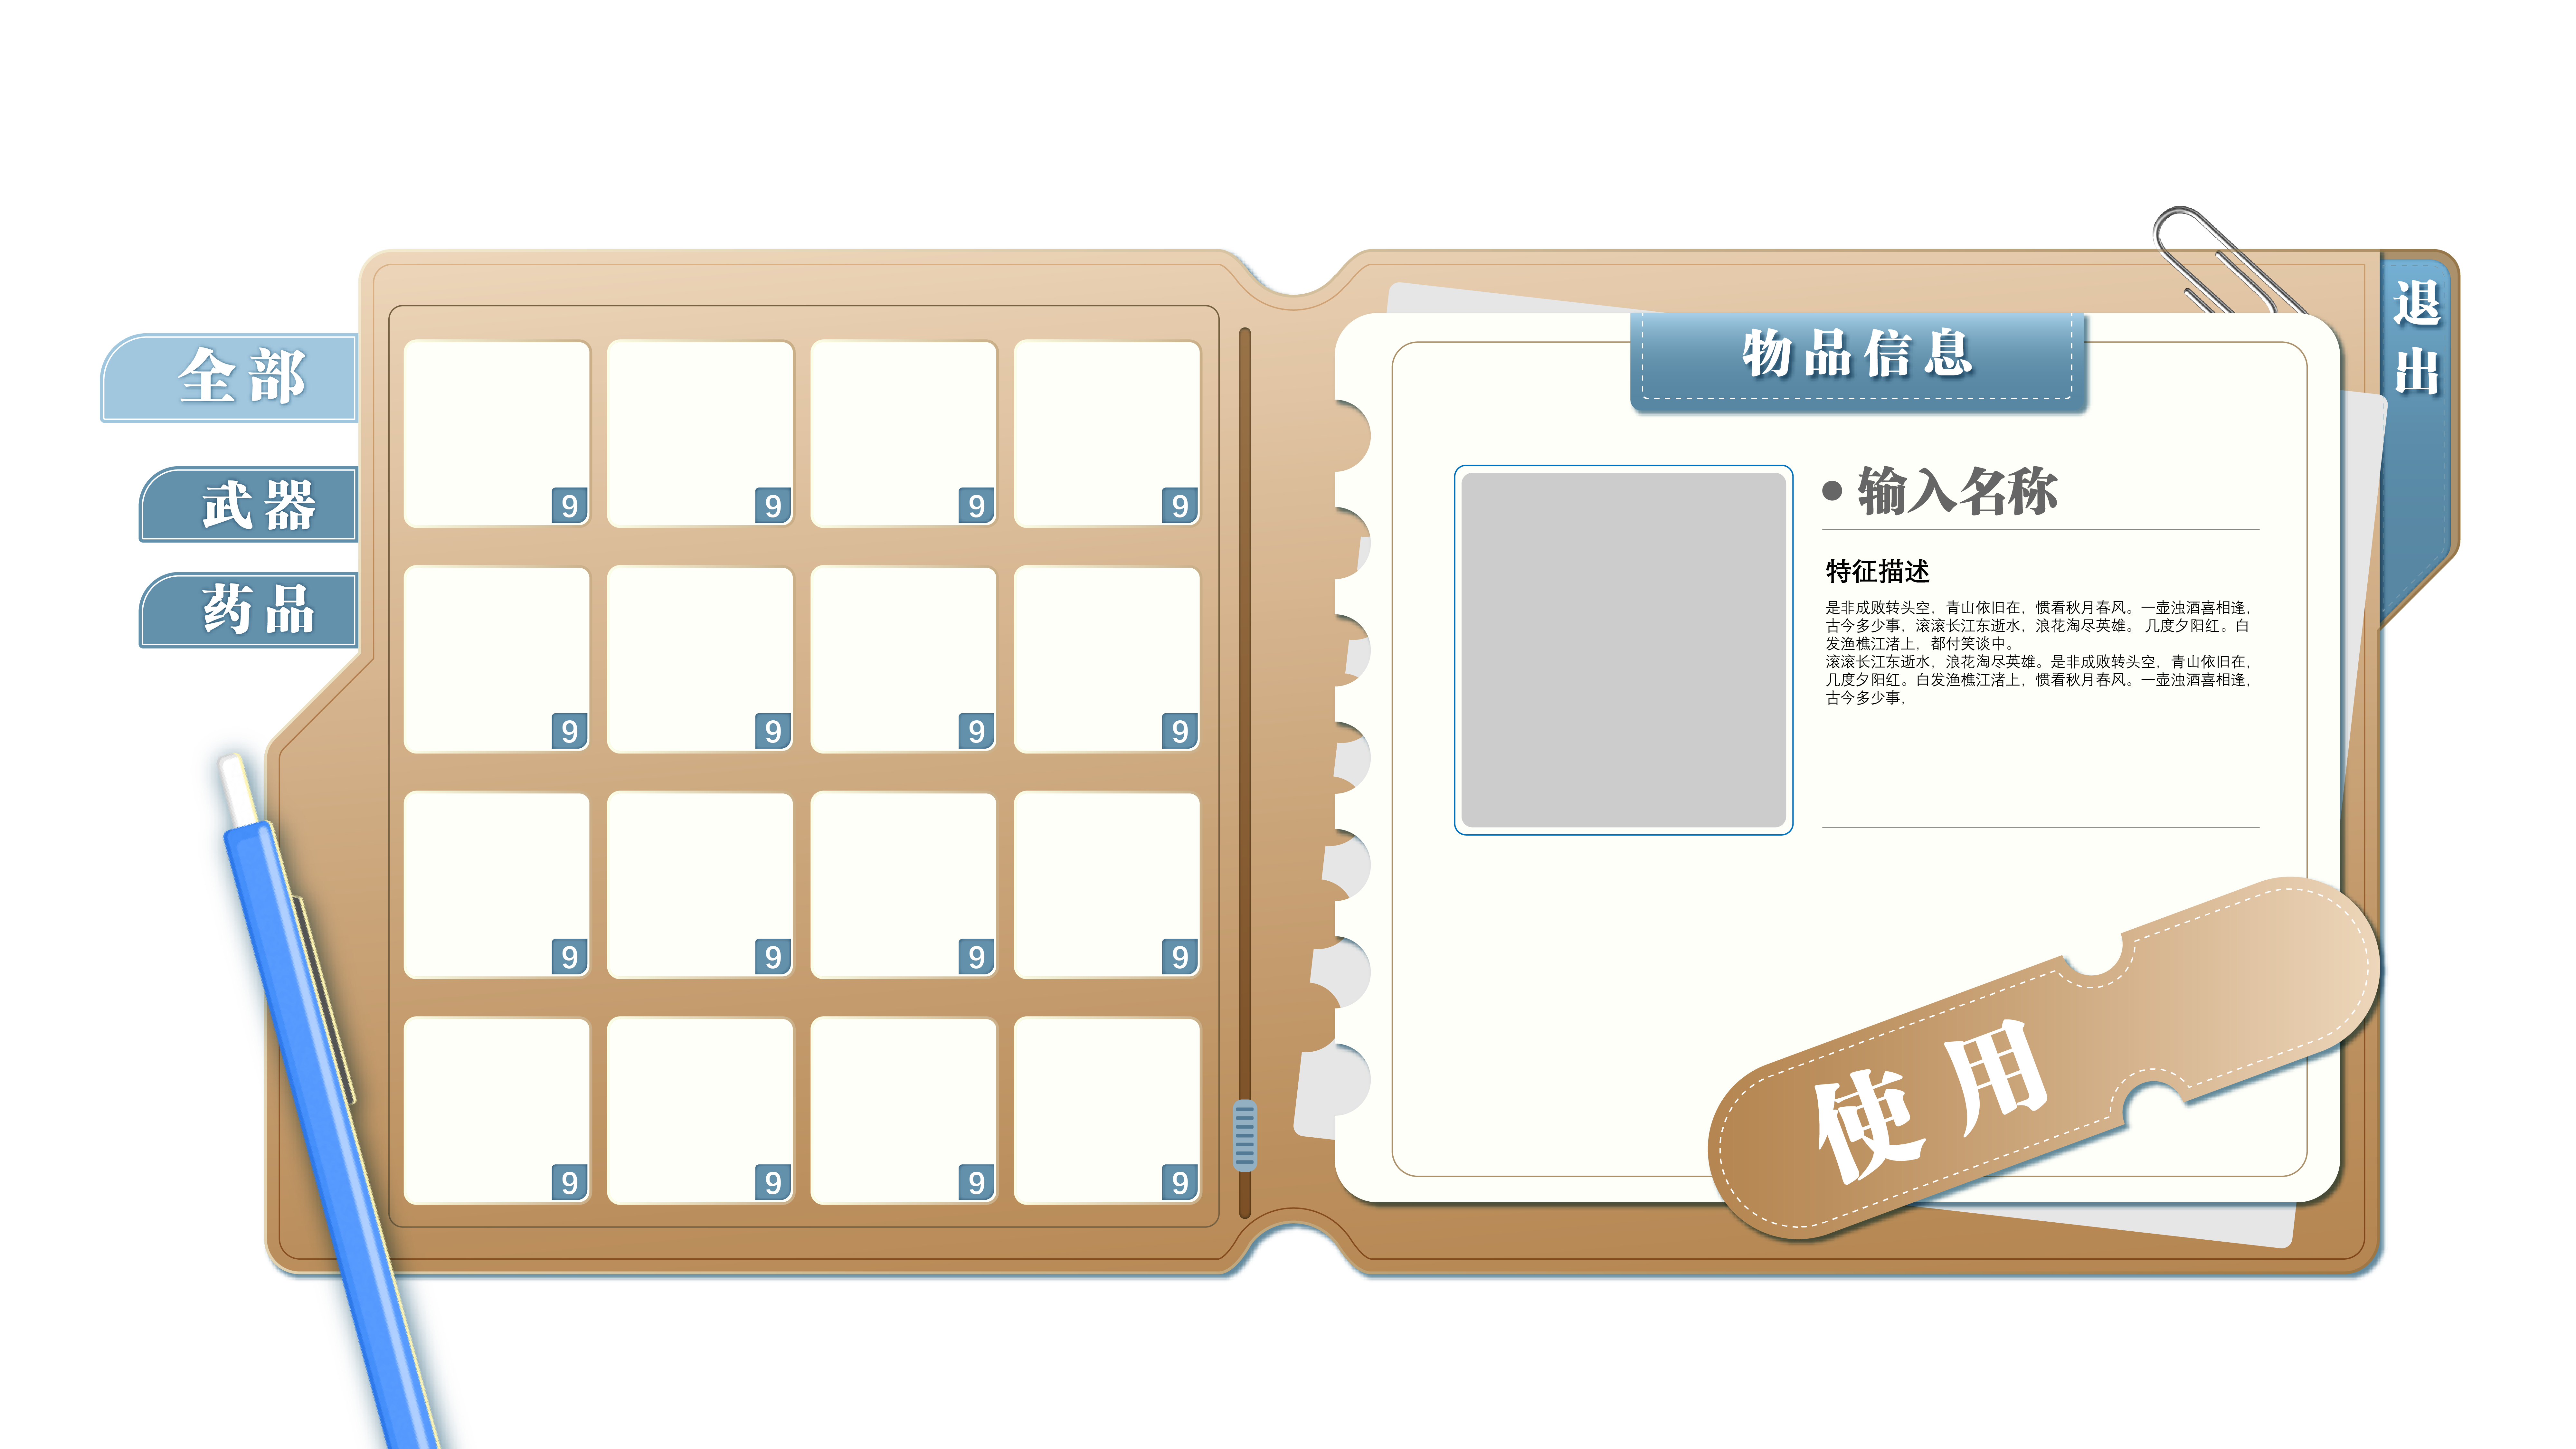 全部
武器
药品
9 9 9 9
9 9 9 9
9 9 9 9
9 9 9 9
物品信息
• 输入名称
特征描述
是非成败转头空，青山依旧在，惯看秋月春风。一壶浊酒喜相逢，
古今多少事，滚滚长江东逝水，浪花淘尽英雄。 几度夕阳红。白
发渔樵江渚上，都付笑谈中。
滚滚长江东逝水，浪花淘尽英雄。是非成败转头空，青山依旧在，
几度夕阳红。白发渔樵江渚上，惯看秋月春风。一壶浊酒喜相逢，
古今多少事，
使用
退出